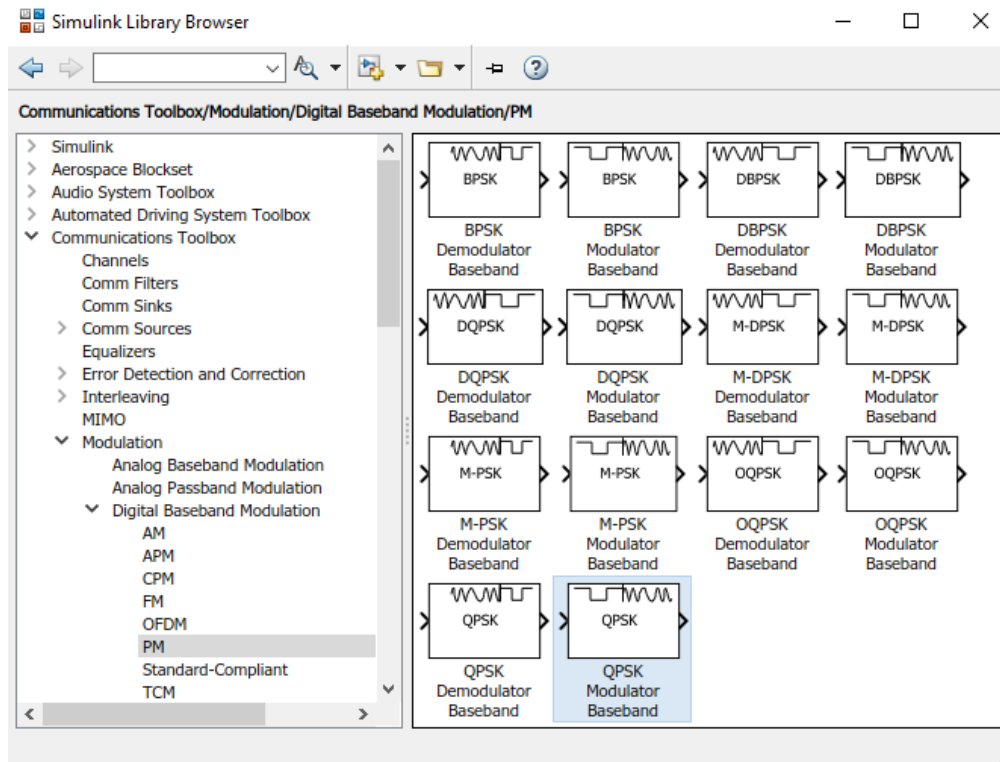 Simulink Library Browser
Communications Toolbox/Modulation/Digital Baseband Modulation/PM
Simulink
Aerospace Blockset
Audio System Toolbox
Automated Driving System Toolbox
Communications Toolbox
Channels
Comm Filters
Comm Sinks
Comm Sources
Equalizers
Error Detection and Correction
Interleaving
MIMO
Modulation
Analog Baseband Modulation
Analog Passband Modulation
Digital Baseband Modulation
AM
APM
CPM
FM
OFDM
PM
Standard-Compliant
TCM
BPSK
BPSK
Demodulator
Baseband
BPSK
BPSK
Modulator
Baseband
DBPSK
DBPSK
Demodulator
Baseband
DBPSK
DBPSK
Modulator
Baseband
DQPSK
DQPSK
Demodulator
Baseband
DQPSK
DQPSK
Modulator
Baseband
M-DPSK
M-DPSK
Demodulator
Baseband
M-DPSK
M-DPSK
Modulator
Baseband
M-PSK
M-PSK
Demodulator
Baseband
M-PSK
M-PSK
Modulator
Baseband
OQPSK
OQPSK
Demodulator
Baseband
OQPSK
OQPSK
Modulator
Baseband
QPSK
QPSK
Demodulator
Baseband
QPSK
QPSK
Modulator
Baseband